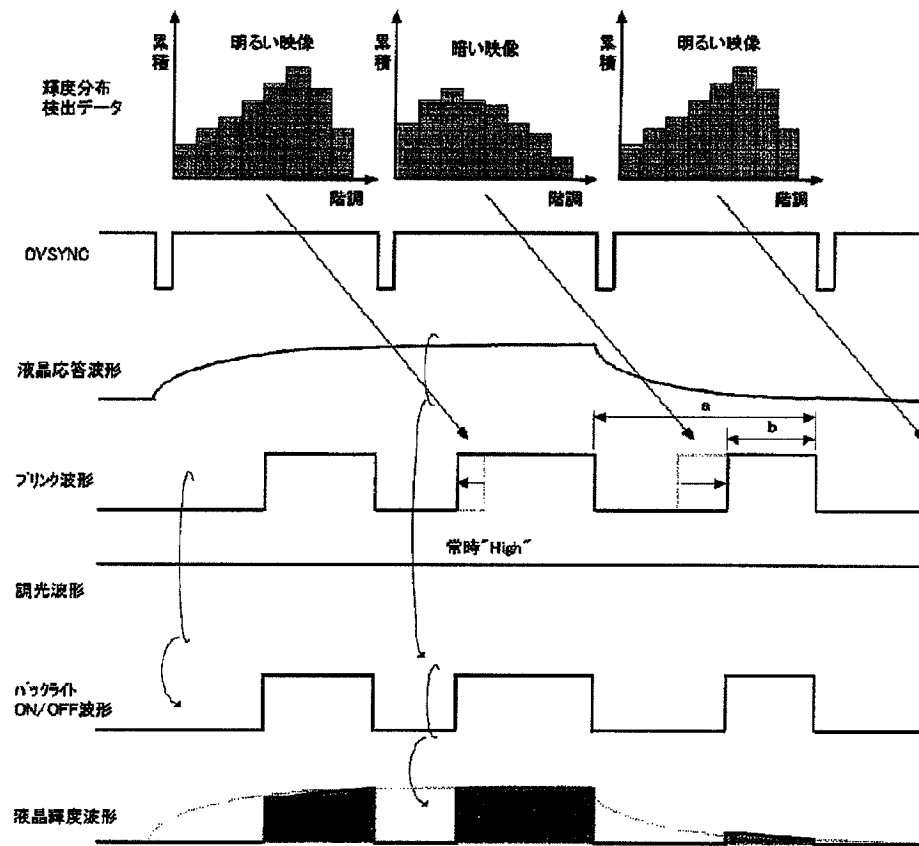 累積
明るい映像
階調
累積
暗い映像
階調
累積
明るい映像
階調
輝度分布
検出データ
OVSYNC
液晶応答波形
a
b
ブリンク波形
常時"High"
調光波形
バックライト
ON/OFF波形
液晶輝度波形